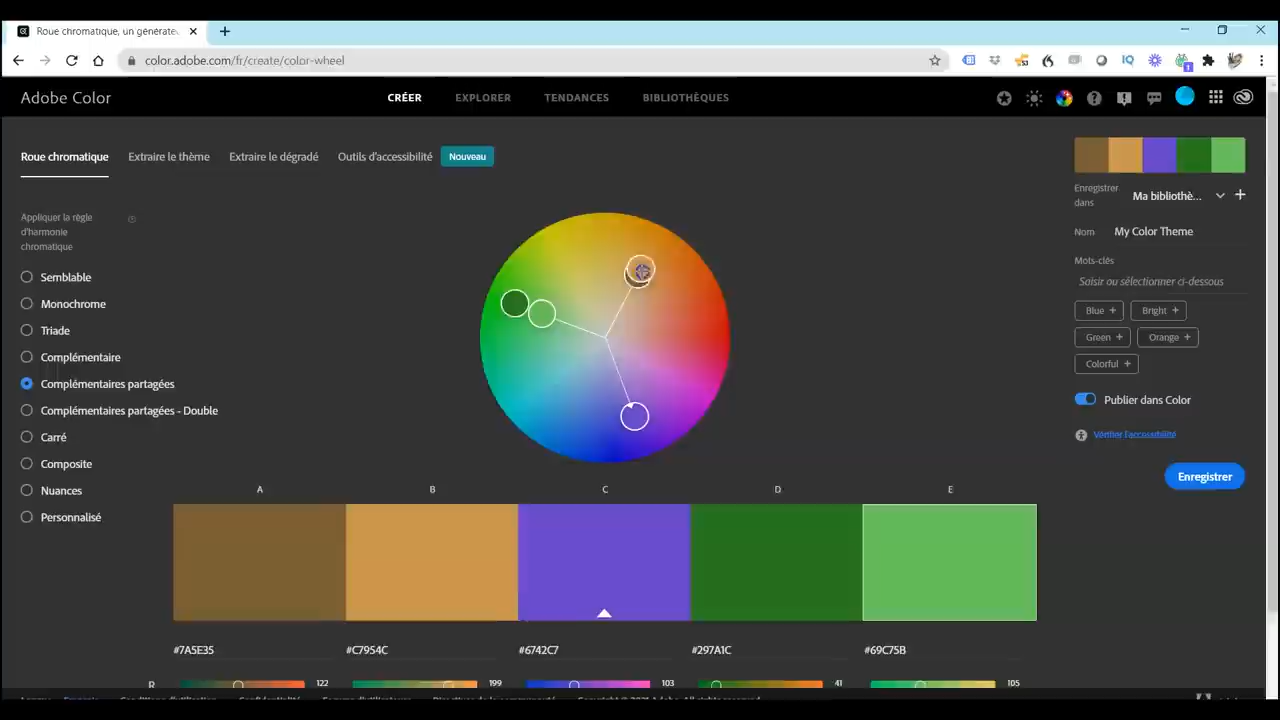 Roue chromatique, un générate
color.adobe.com/fr/create/color-wheel
Adobe Color
CRÉER
EXPLORER
TENDANCES
BIBLIOTHÈQUES
Roue chromatique
Extraire le thème
Extraire le dégradé
Outils d'accessibilité
Nouveau
Appliquer la règle
d'harmonie
chromatique
Semblable
Monochrome
Triade
Complémentaire
Complémentaires partagées
Complémentaires partagées - Double
Carré
Composite
Nuances
Personnalisé
Enregistrer
dans
Ma bibliothè...
Nom
My Color Theme
Mots-clés
Saisir ou sélectionner ci-dessous
Blue +
Bright +
Green +
Orange +
Colorful +
Publier dans Color
Vérifier l'accessibilité
Enregistrer
A
B
C
D
E
#7A5E35
#C7954C
#6742C7
#297A1C
#69C75B
R
122
199
103
41
105